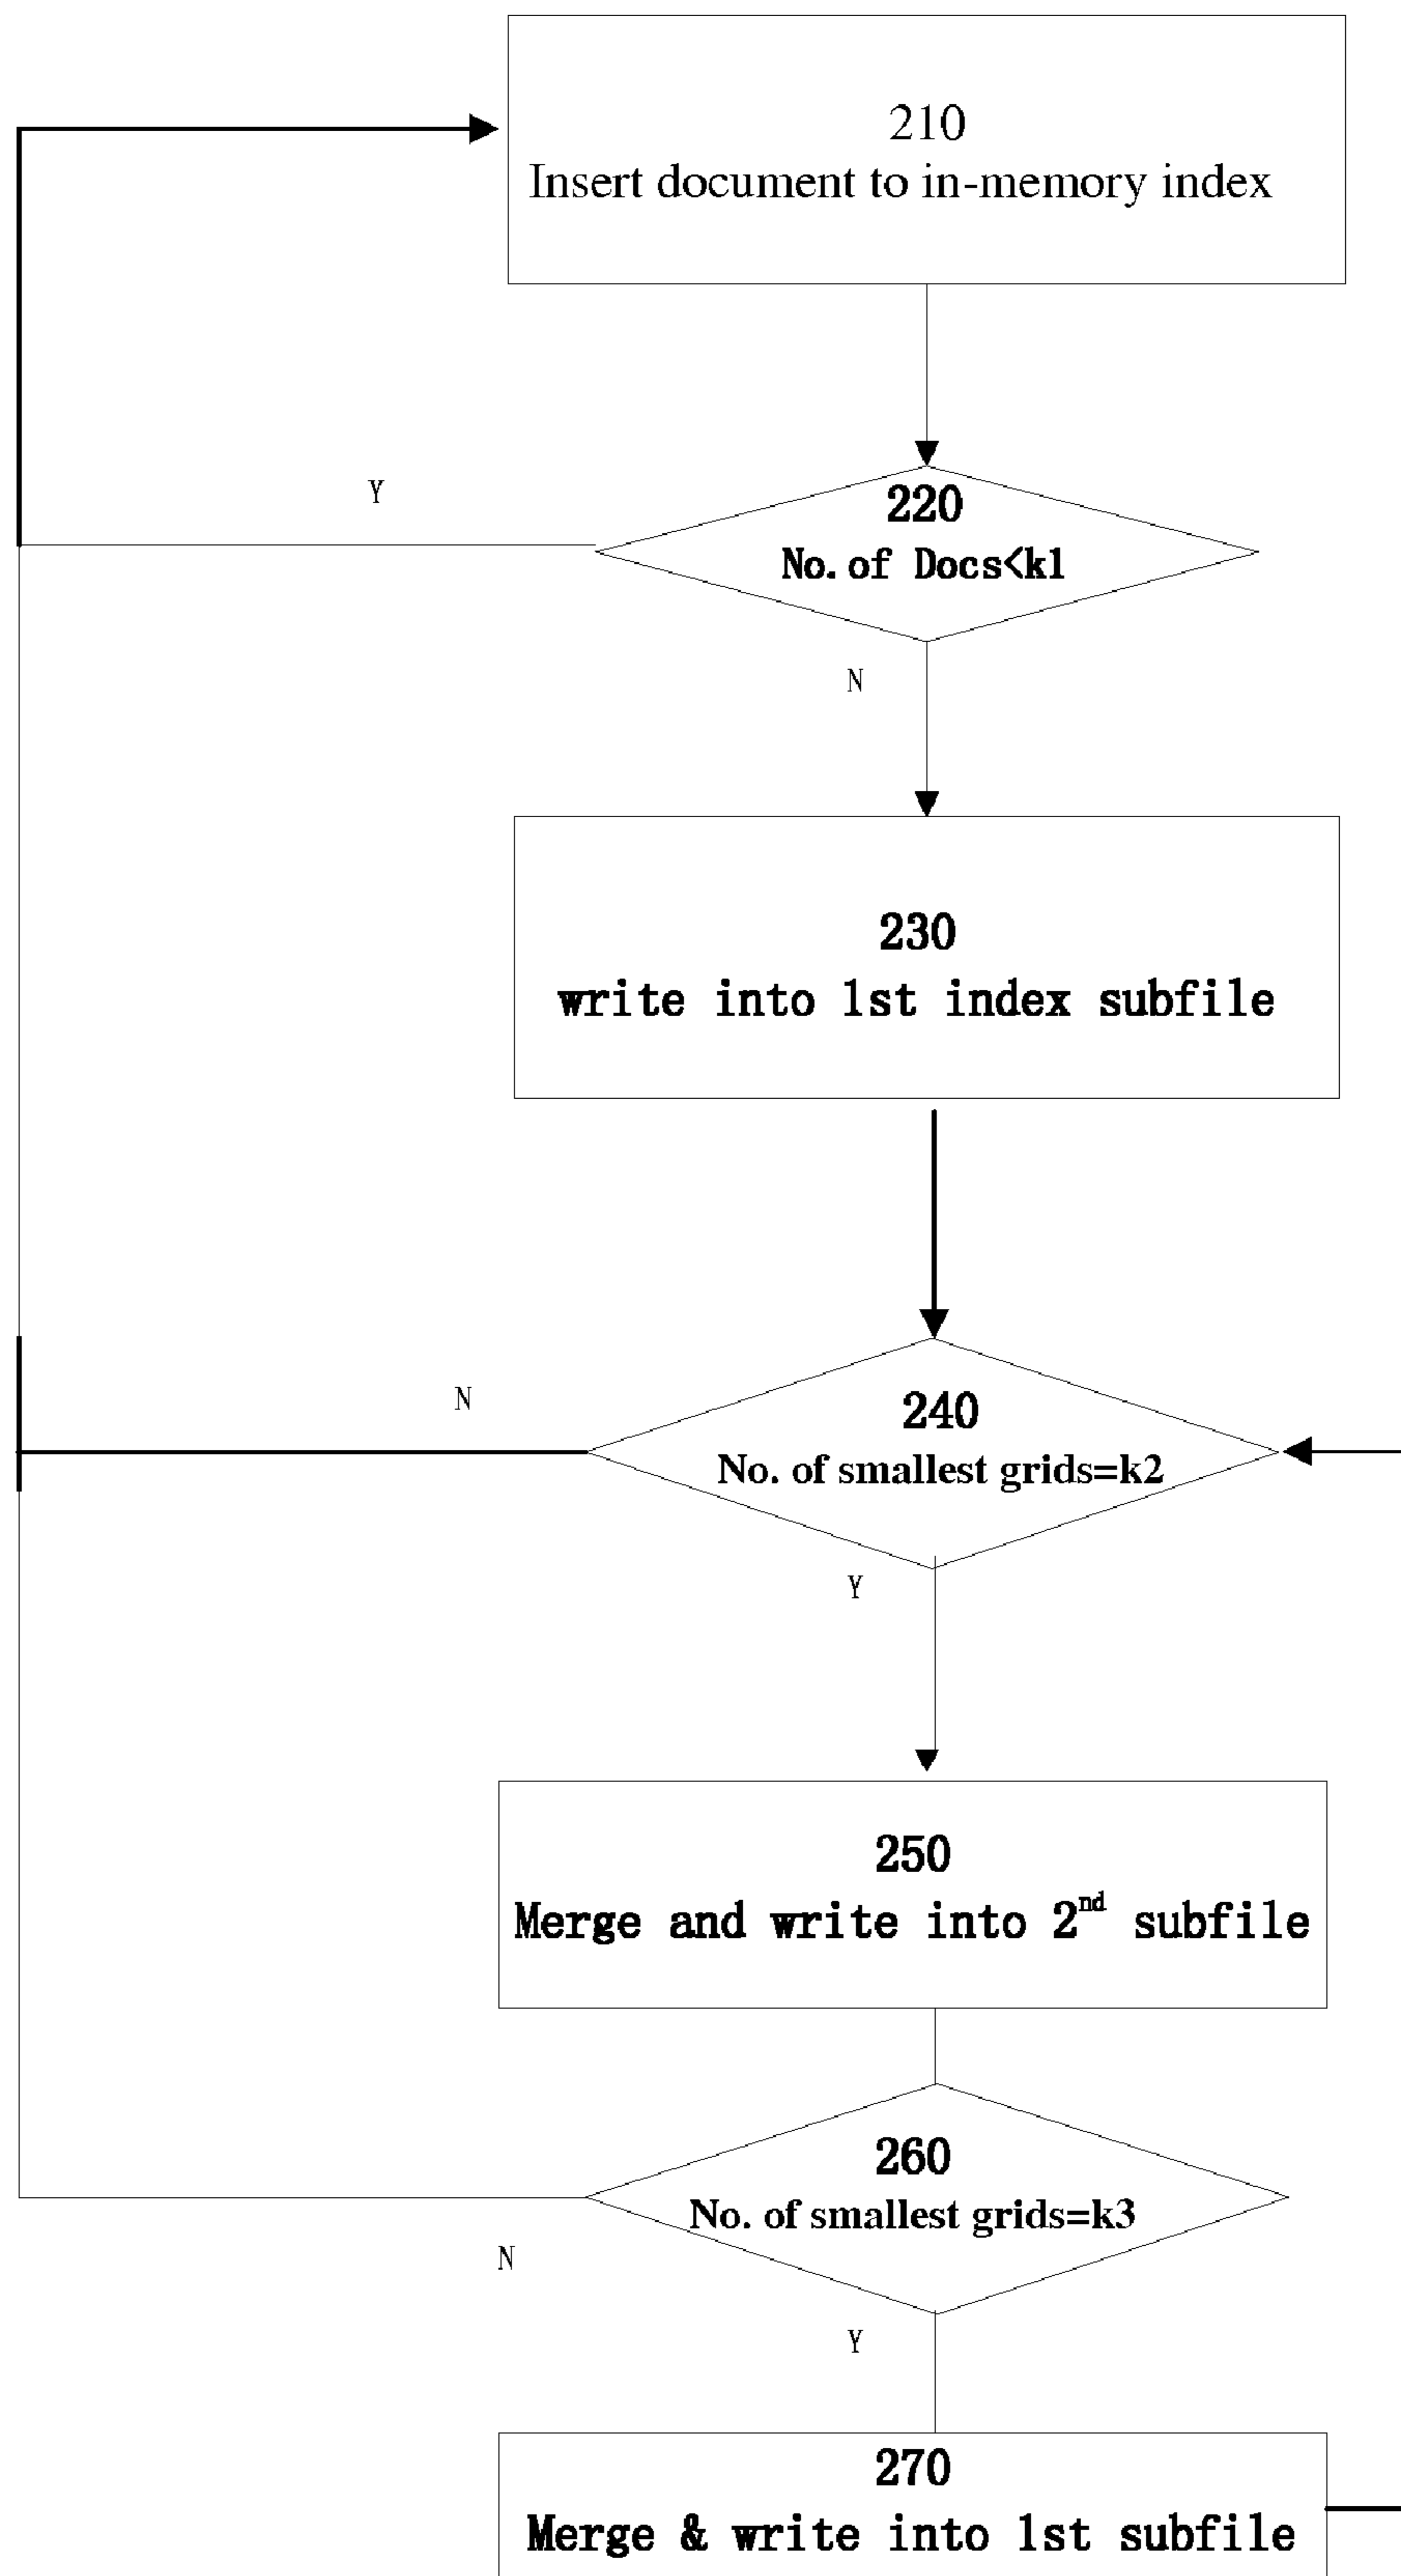 210
Insert document to in-memory index
Y
220
No. of Docs<k1
N
230
write into 1st index subfile
N
240
No. of smallest grids=k2
Y
250
Merge and write into 2nd subfile
260
No. of smallest grids=k3
N
Y
270
Merge & write into 1st subfile